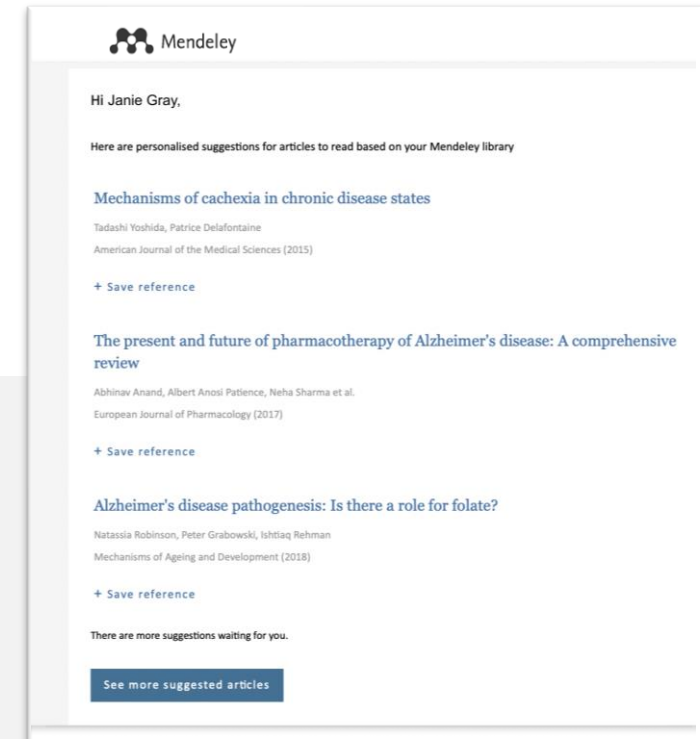 Mendeley
Hi Janie Gray,
Here are personalised suggestions for articles to read based on your Mendeley library
Mechanisms of cachexia in chronic disease states
Tadashi Yoshida, Patrice Delafontaine
American Journal of the Medical Sciences (2015)
+ Save reference
The present and future of pharmacotherapy of Alzheimer's disease: A comprehensive
review
Abhinav Anand, Albert Anosi Patience, Neha Sharma et al.
European Journal of Pharmacology (2017)
+ Save reference
Alzheimer's disease pathogenesis: Is there a role for folate?
Natassia Robinson, Peter Grabowski, Ishtiaq Rehman
Mechanisms of Ageing and Development (2018)
+ Save reference
There are more suggestions waiting for you.
See more suggested articles